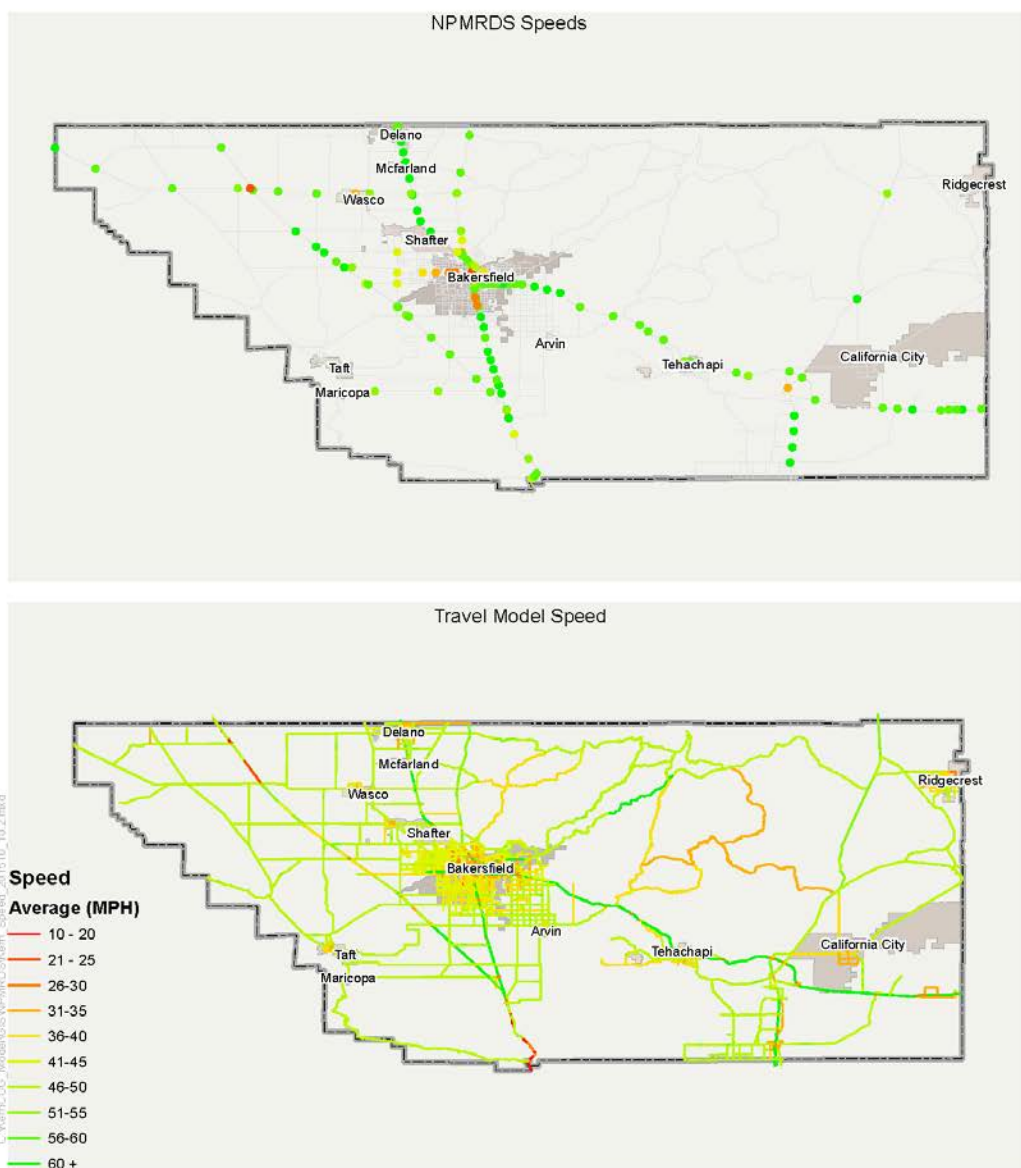 NPMRDS Speeds
Delano
Mcfarland
Ridgecrest
Wasco
Shafter
Bakersfield
Arvin
California City
Tehachapi
Taft
Maricopa
Travel Model Speed
Delano
Mcfarland
Ridgecrest
Wasco
Shafter
Bakersfield
Arvin
California City
Tehachapi
Taft
Maricopa
Speed
Average (MPH)
10 - 20
21 - 25
26-30
31-35
36-40
41-45
46-50
51-55
56-60
60 +